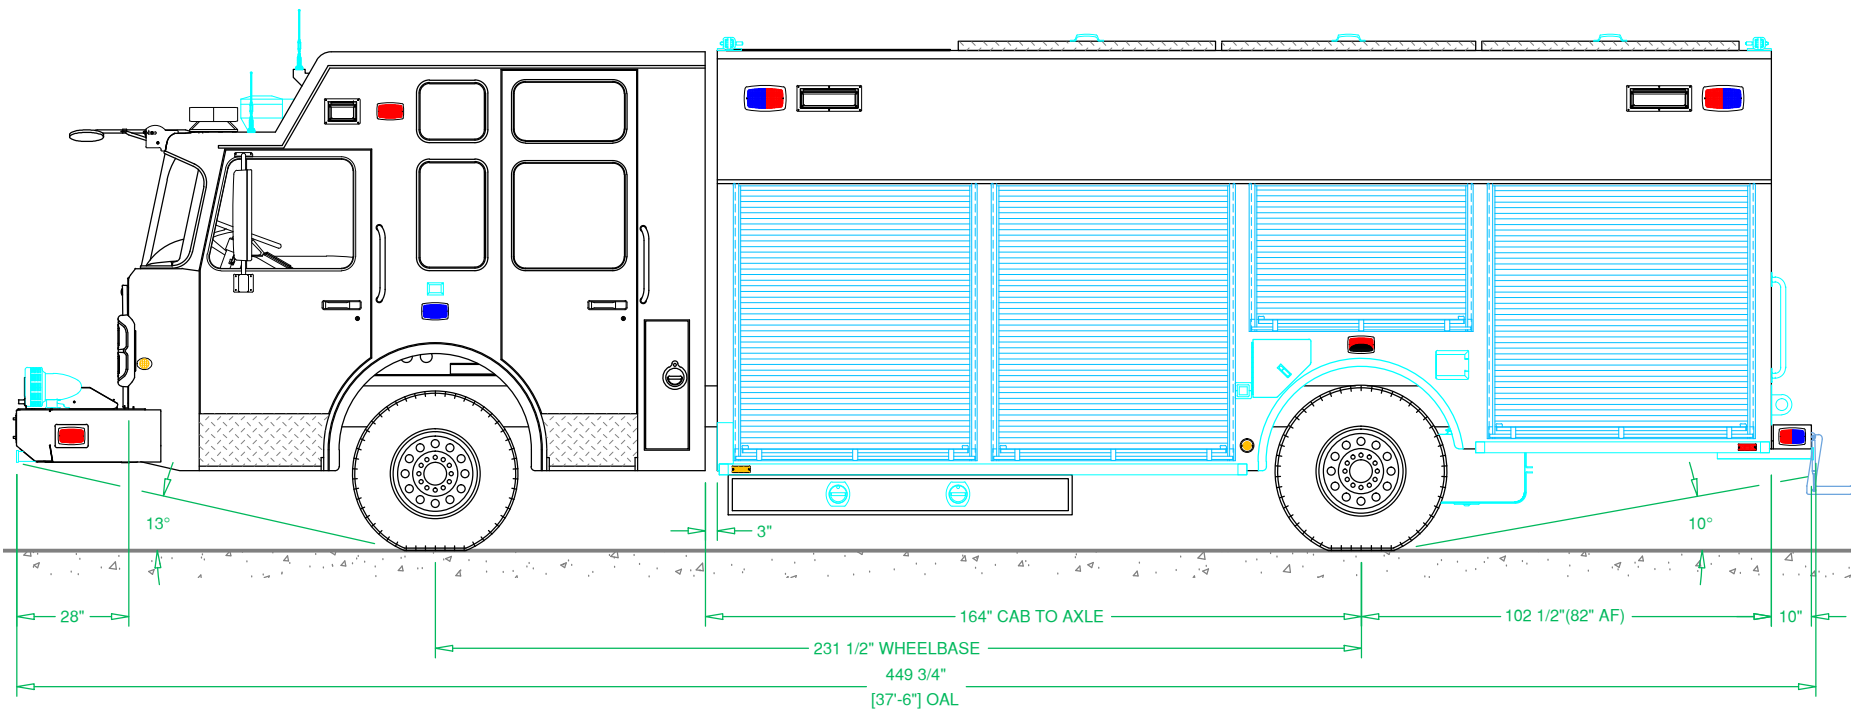 13°
3"
10°
28"
164" CAB TO AXLE
102 1/2"(82" AF)
10"
231 1/2" WHEELBASE
449 3/4"
[37'-6"] OAL